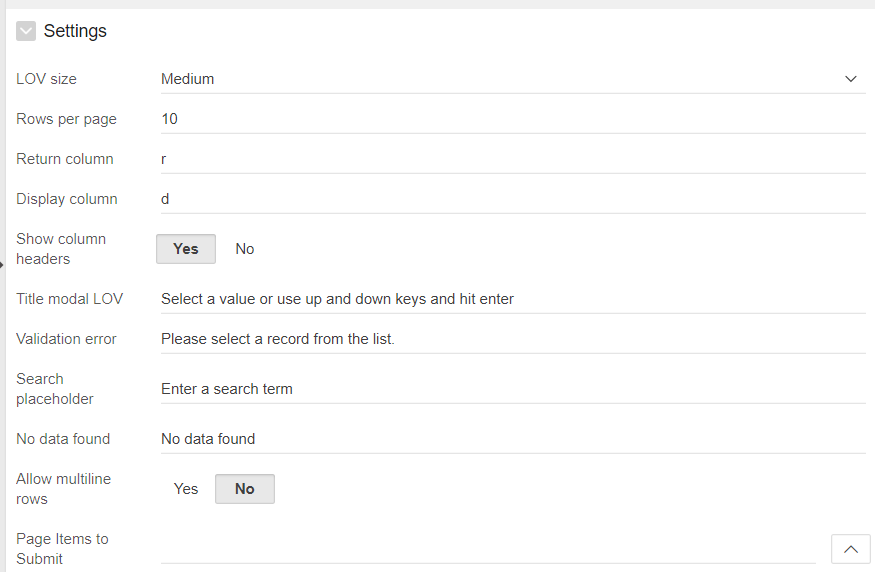 Settings
LOV size Medium
Rows per page 10
Return column r
Display column d
Show column
headers Yes No
Title modal LOV Select a value or use up and down keys and hit enter
Validation error Please select a record from the list.
Search
placeholder Enter a search term
No data found No data found
Allow multiline
rows Yes No
Page Items to
Submit